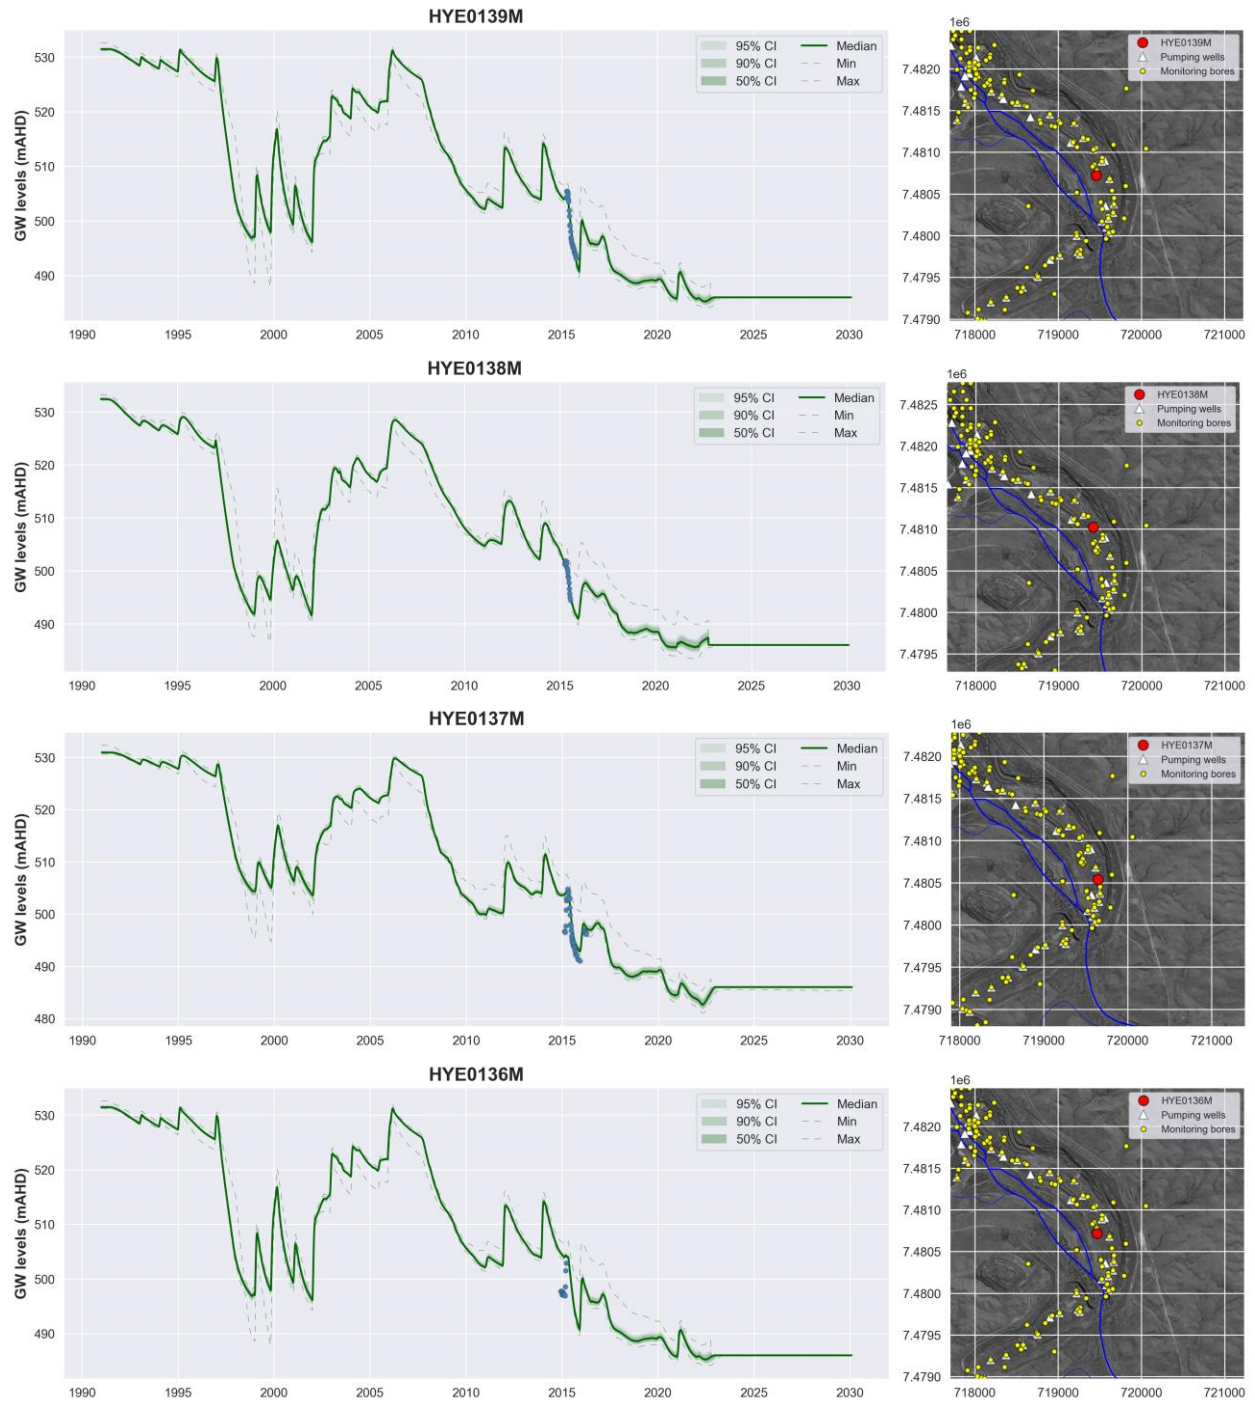 HYE0139M
GW levels (mAHD)
530
520
510
500
490
1990 1995 2000 2005 2010 2015 2020 2025 2030
95% CI Median
90% CI Min
50% CI Max
1e6
7.4820
7.4815
7.4810
7.4805
7.4800
7.4795
7.4790
718000 719000 720000 721000
HYE0139M
Pumping wells
Monitoring bores
HYE0138M
GW levels (mAHD)
530
520
510
500
490
1990 1995 2000 2005 2010 2015 2020 2025 2030
95% CI Median
90% CI Min
50% CI Max
1e6
7.4825
7.4820
7.4815
7.4810
7.4805
7.4800
7.4795
718000 719000 720000 721000
HYE0138M
Pumping wells
Monitoring bores
HYE0137M
GW levels (mAHD)
530
520
510
500
490
480
1990 1995 2000 2005 2010 2015 2020 2025 2030
95% CI Median
90% CI Min
50% CI Max
1e6
7.4820
7.4815
7.4810
7.4805
7.4800
7.4795
7.4790
718000 719000 720000 721000
HYE0137M
Pumping wells
Monitoring bores
HYE0136M
GW levels (mAHD)
530
520
510
500
490
1990 1995 2000 2005 2010 2015 2020 2025 2030
95% CI Median
90% CI Min
50% CI Max
1e6
7.4820
7.4815
7.4810
7.4805
7.4800
7.4795
7.4790
718000 719000 720000 721000
HYE0136M
Pumping wells
Monitoring bores